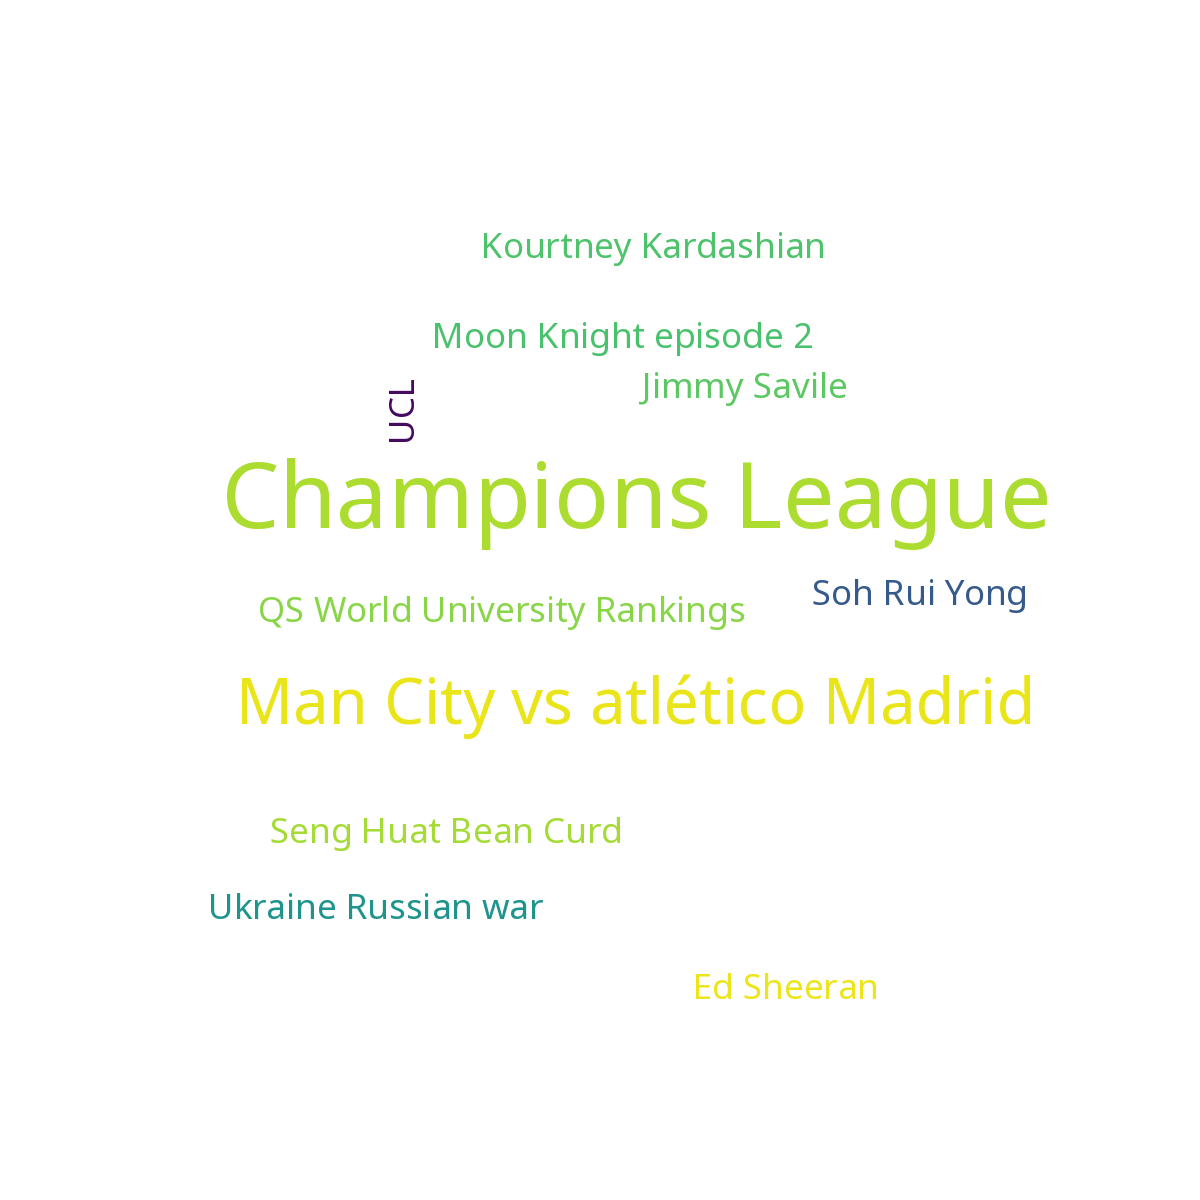 Kourtney Kardashian
Moon Knight episode 2
Jimmy Savile
UCL
Champions League
Soh Rui Yong
QS World University Rankings
Man City vs atlético Madrid
Seng Huat Bean Curd
Ukraine Russian war
Ed Sheeran